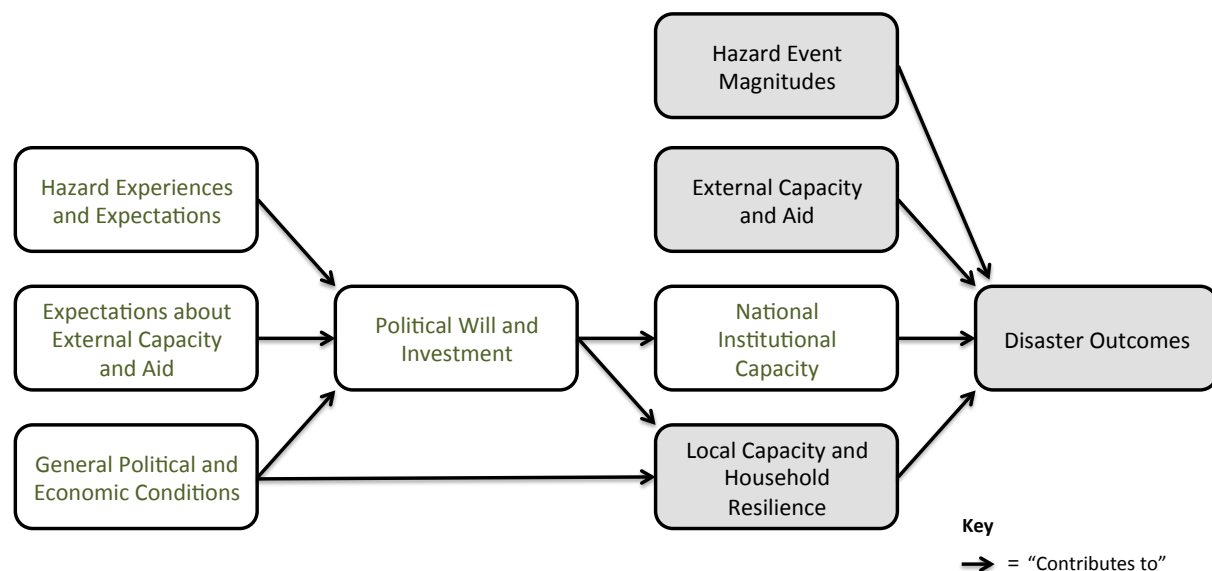 Hazard Event
Magnitudes
Hazard Experiences
and Expectations
External Capacity
and Aid
Expectations about
External Capacity
and Aid
Political Will and
Investment
National
Institutional
Capacity
Disaster Outcomes
General Political and
Economic Conditions
Local Capacity and
Household
Resilience
Key
= “Contributes to”